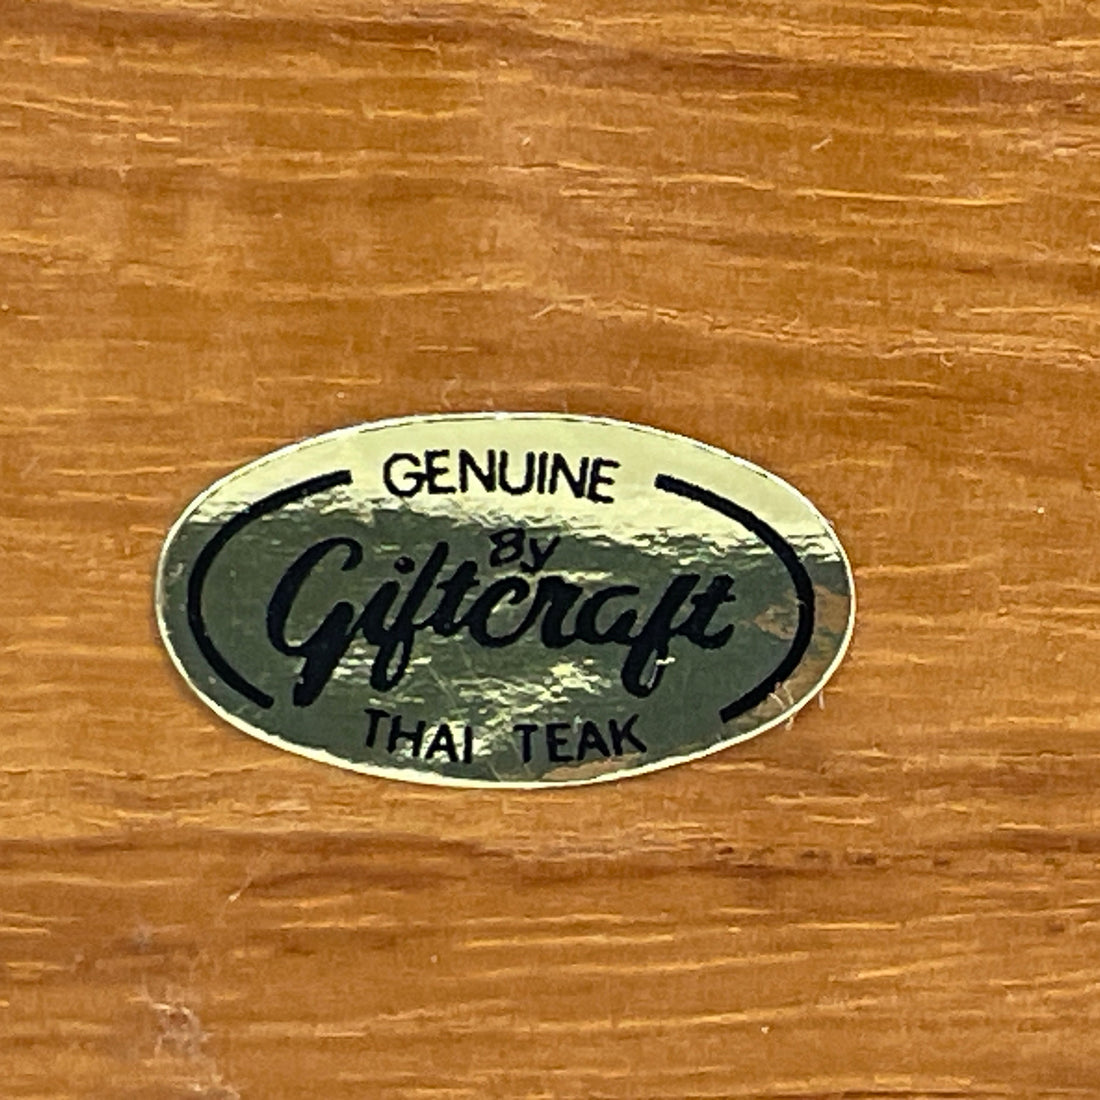 GENUINE
By
Giftcraft
THAI TEAK